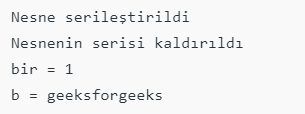 Nesne serileştirildi
Nesnenin serisi kaldırıldı
bir = 1
b = geeksforgeeks